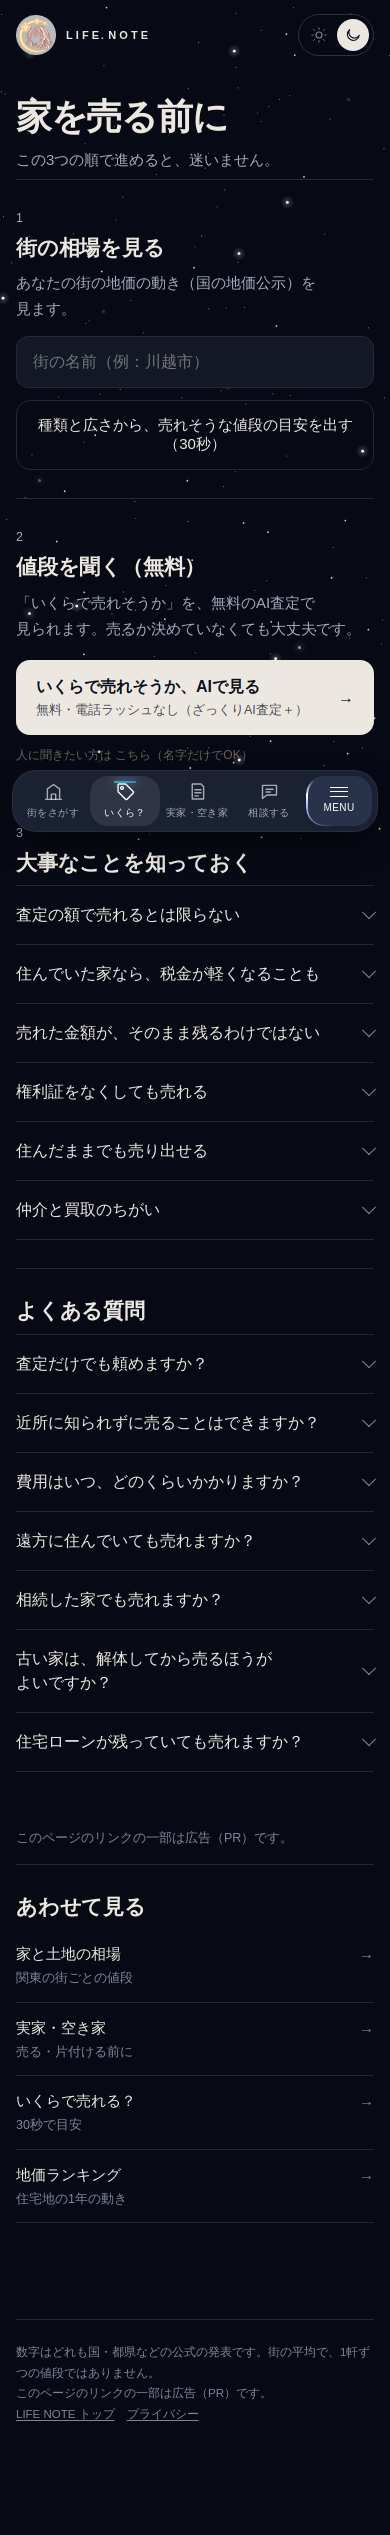 LIFE.NOTE
家を売る前に
この3つの順で進めると、迷いません。
1
街の相場を見る
あなたの街の地価の動き（国の地価公示）を
見ます。
街の名前（例：川越市）
種類と広さから、売れそうな値段の目安を出す
（30秒）
2
値段を聞く（無料）
「いくらで売れそうか」を、無料のAI査定で
見られます。売るか決めていなくても大丈夫です。
いくらで売れそうか、AIで見る
無料・電話ラッシュなし（ざっくりAI査定＋）
→
人に聞きたい方は こちら（名字だけでOK）
街をさがす
いくら？
実家・空き家
相談する
MENU
3
大事なことを知っておく
査定の額で売れるとは限らない
住んでいた家なら、税金が軽くなることも
売れた金額が、そのまま残るわけではない
権利証をなくしても売れる
住んだままでも売り出せる
仲介と買取のちがい
よくある質問
査定だけでも頼めますか？
近所に知られずに売ることはできますか？
費用はいつ、どのくらいかかりますか？
遠方に住んでいても売れますか？
相続した家でも売れますか？
古い家は、解体してから売るほうが
よいですか？
住宅ローンが残っていても売れますか？
このページのリンクの一部は広告（PR）です。
あわせて見る
家と土地の相場
関東の街ごとの値段
→
実家・空き家
売る・片付ける前に
→
いくらで売れる？
30秒で目安
→
地価ランキング
住宅地の1年の動き
→
数字はどれも国・都県などの公式の発表です。街の平均で、1軒ず
つの値段ではありません。
このページのリンクの一部は広告（PR）です。
LIFE NOTE トップ プライバシー